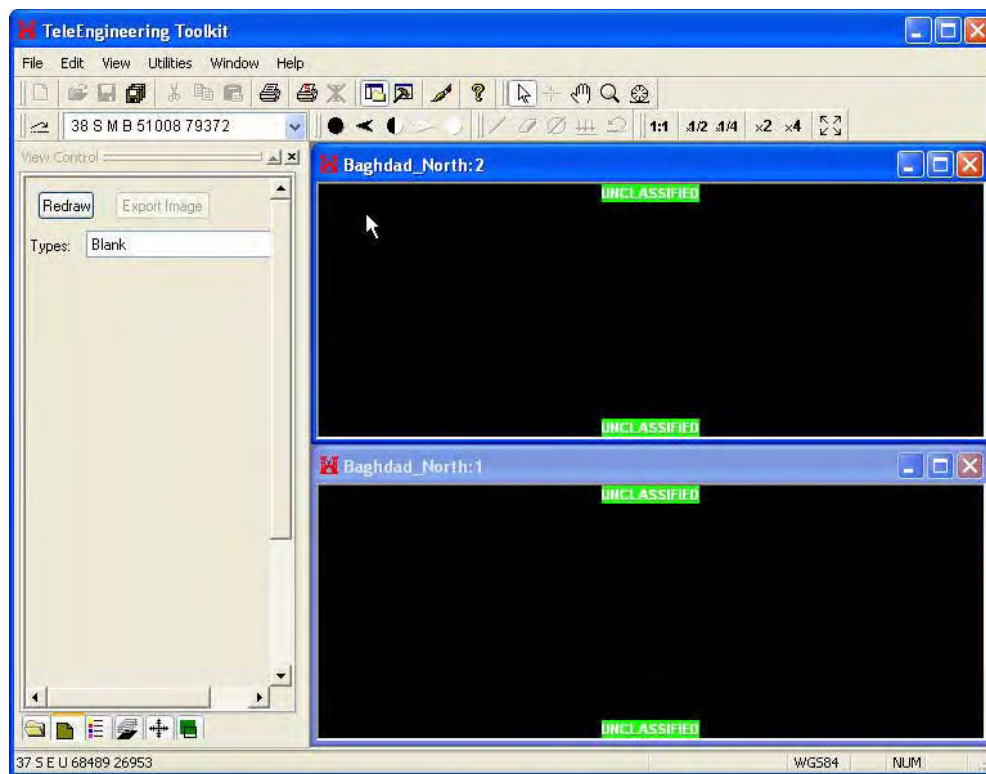 TeleEngineering Toolkit
File Edit View Utilities Window Help
38 S M B 51008 79372
1:1 1/2 1/4 x2 x4
View Control
Baghdad_North:2
Redraw Export Image
UNCLASSIFIED
Types: Blank
UNCLASSIFIED
Baghdad_North:1
UNCLASSIFIED
UNCLASSIFIED
37 S E U 68489 26953 WGS84 NUM